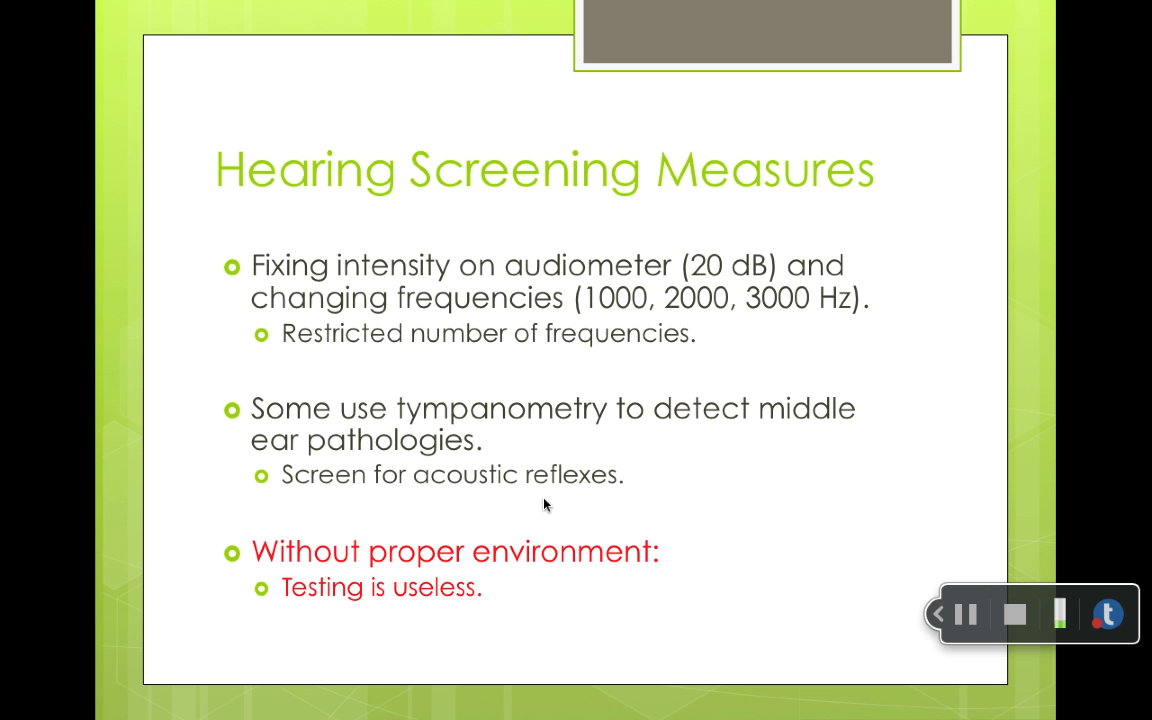 Hearing Screening Measures
Fixing intensity on audiometer (20 dB) and
changing frequencies (1000, 2000, 3000 Hz).
Restricted number of frequencies.
Some use tympanometry to detect middle
ear pathologies.
Screen for acoustic reflexes.
Without proper environment:
Testing is useless.
t